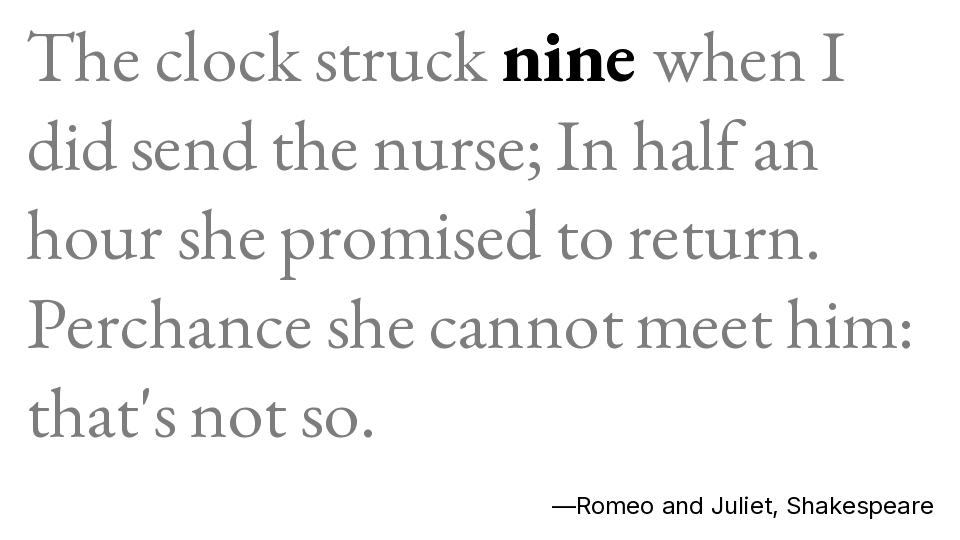 The clock struck nine when I
did send the nurse; In half an
hour she promised to return.
Perchance she cannot meet him:
that's not so.
—Romeo and Juliet, Shakespeare